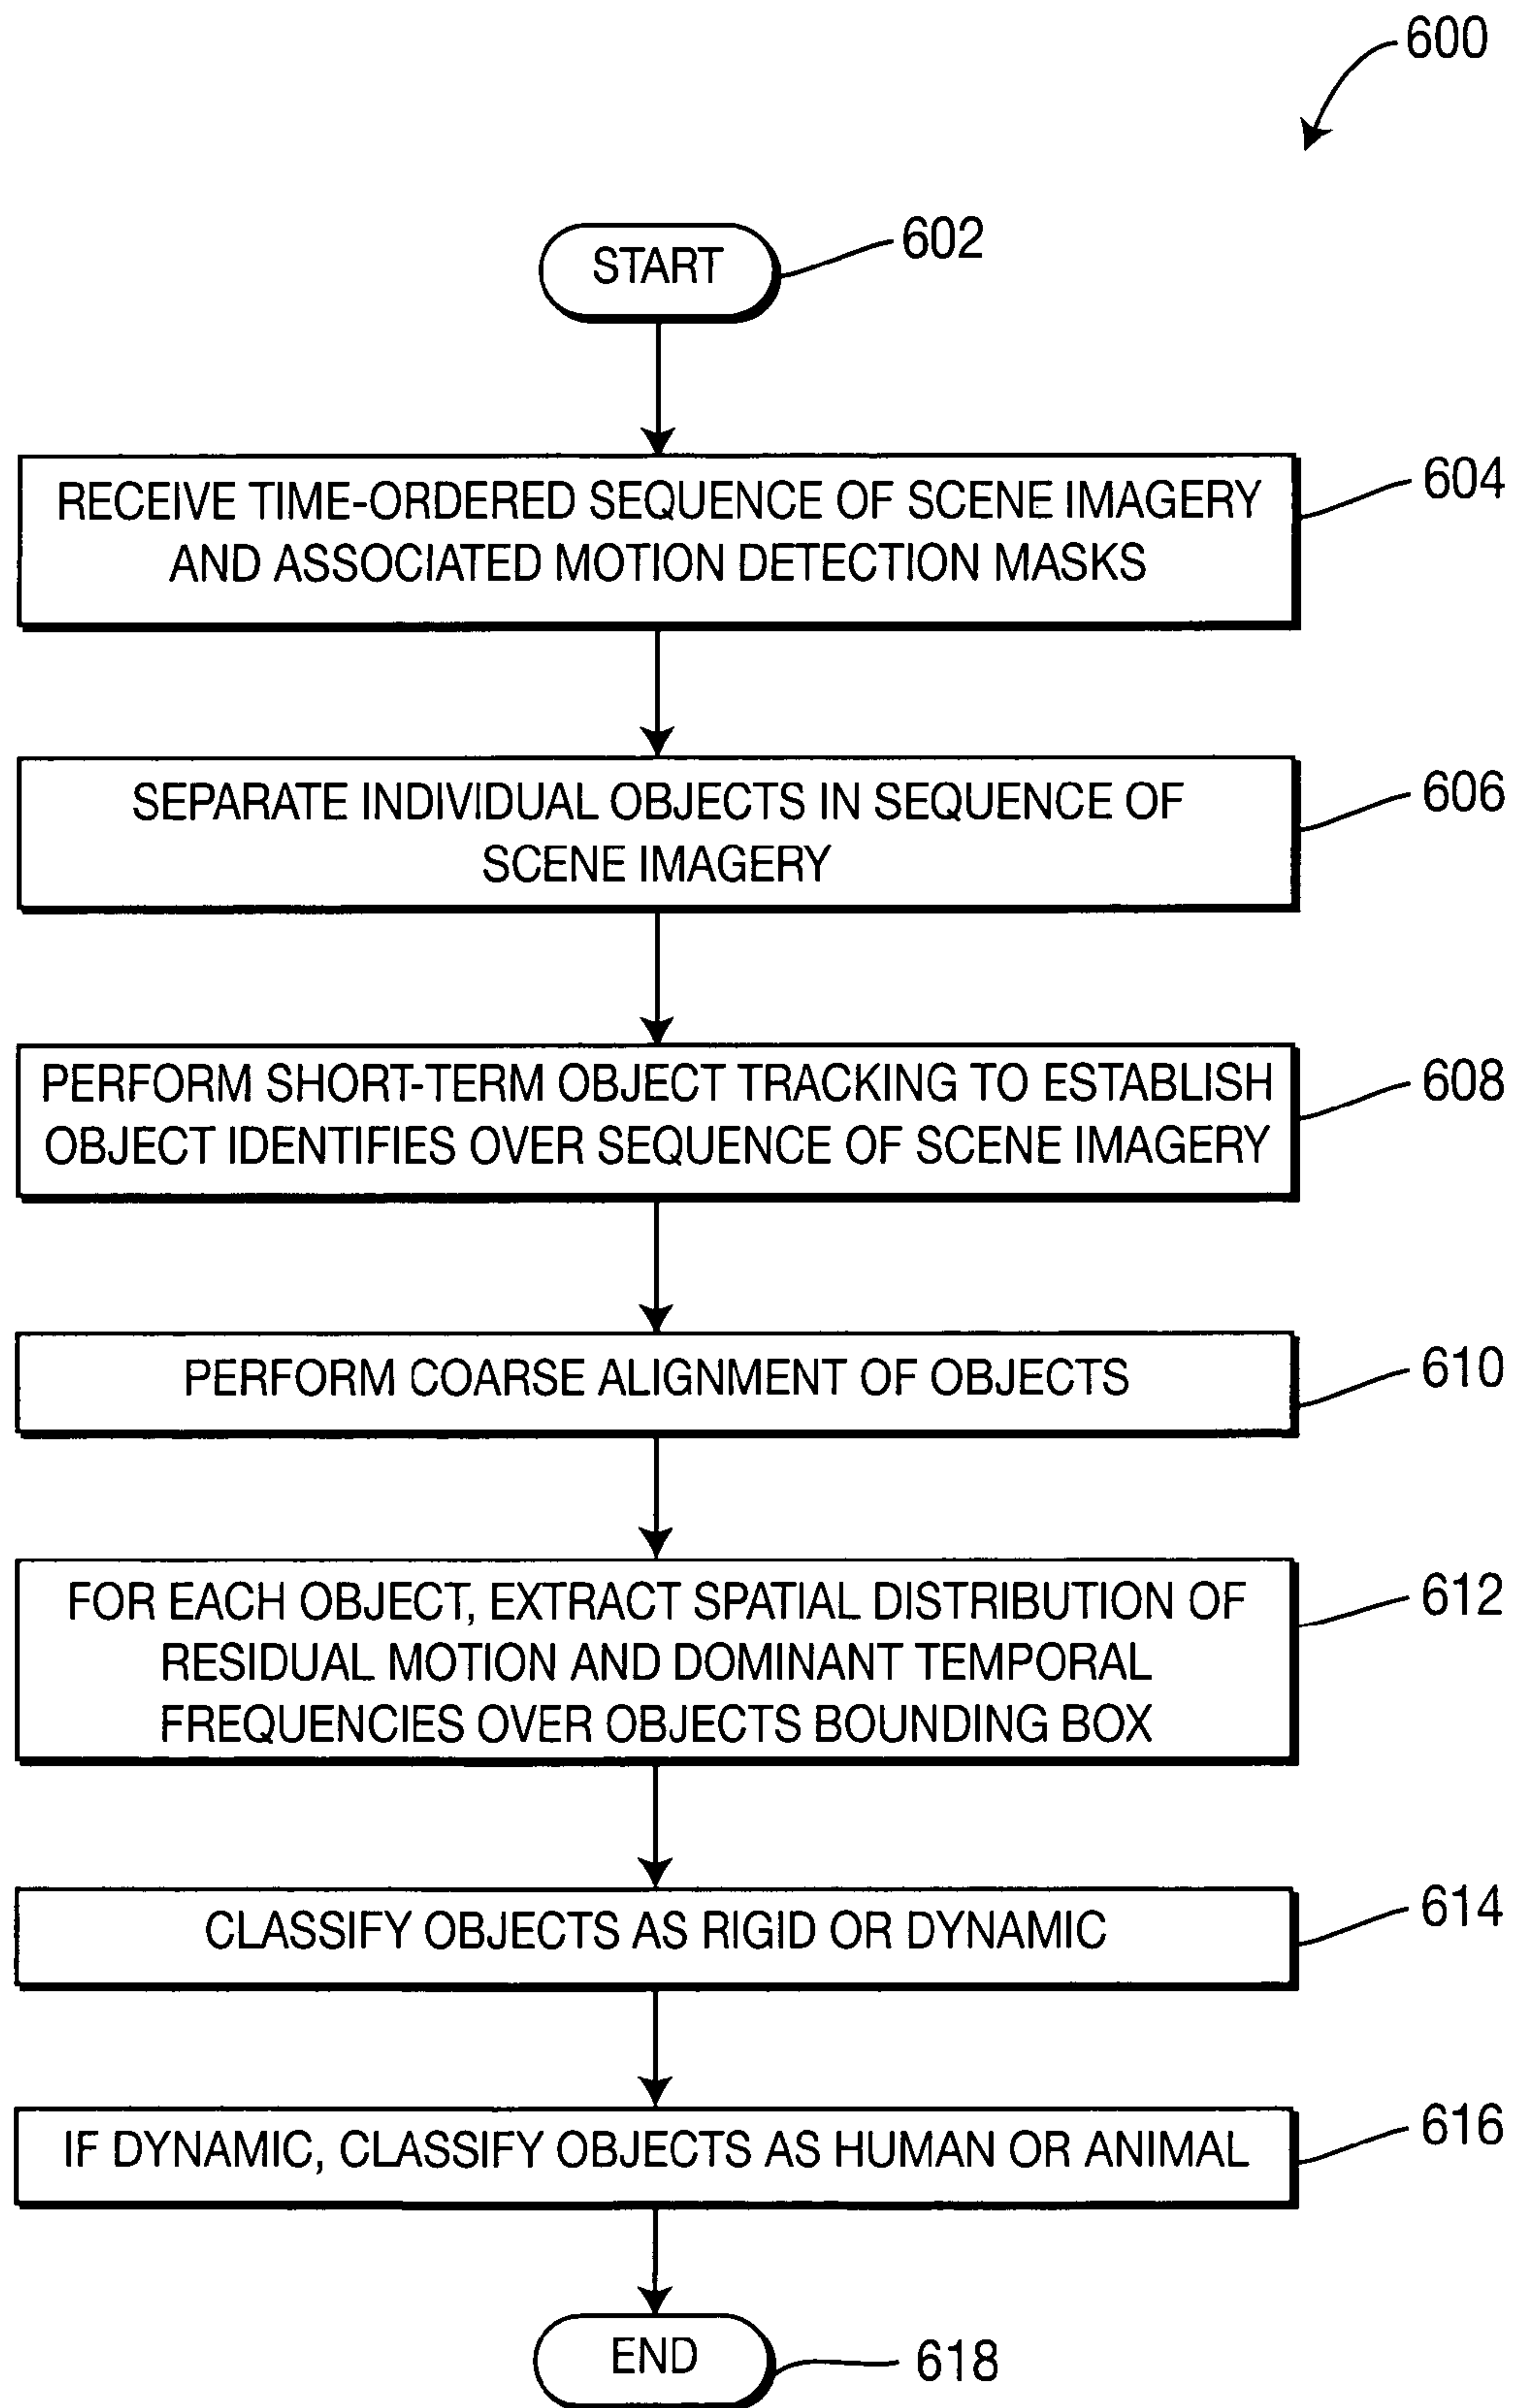 600
START
602
RECEIVE TIME-ORDERED SEQUENCE OF SCENE IMAGERY
AND ASSOCIATED MOTION DETECTION MASKS
604
SEPARATE INDIVIDUAL OBJECTS IN SEQUENCE OF
SCENE IMAGERY
606
PERFORM SHORT-TERM OBJECT TRACKING TO ESTABLISH
OBJECT IDENTIFIES OVER SEQUENCE OF SCENE IMAGERY
608
PERFORM COARSE ALIGNMENT OF OBJECTS
610
FOR EACH OBJECT, EXTRACT SPATIAL DISTRIBUTION OF
RESIDUAL MOTION AND DOMINANT TEMPORAL
FREQUENCIES OVER OBJECTS BOUNDING BOX
612
CLASSIFY OBJECTS AS RIGID OR DYNAMIC
614
IF DYNAMIC, CLASSIFY OBJECTS AS HUMAN OR ANIMAL
616
END
618